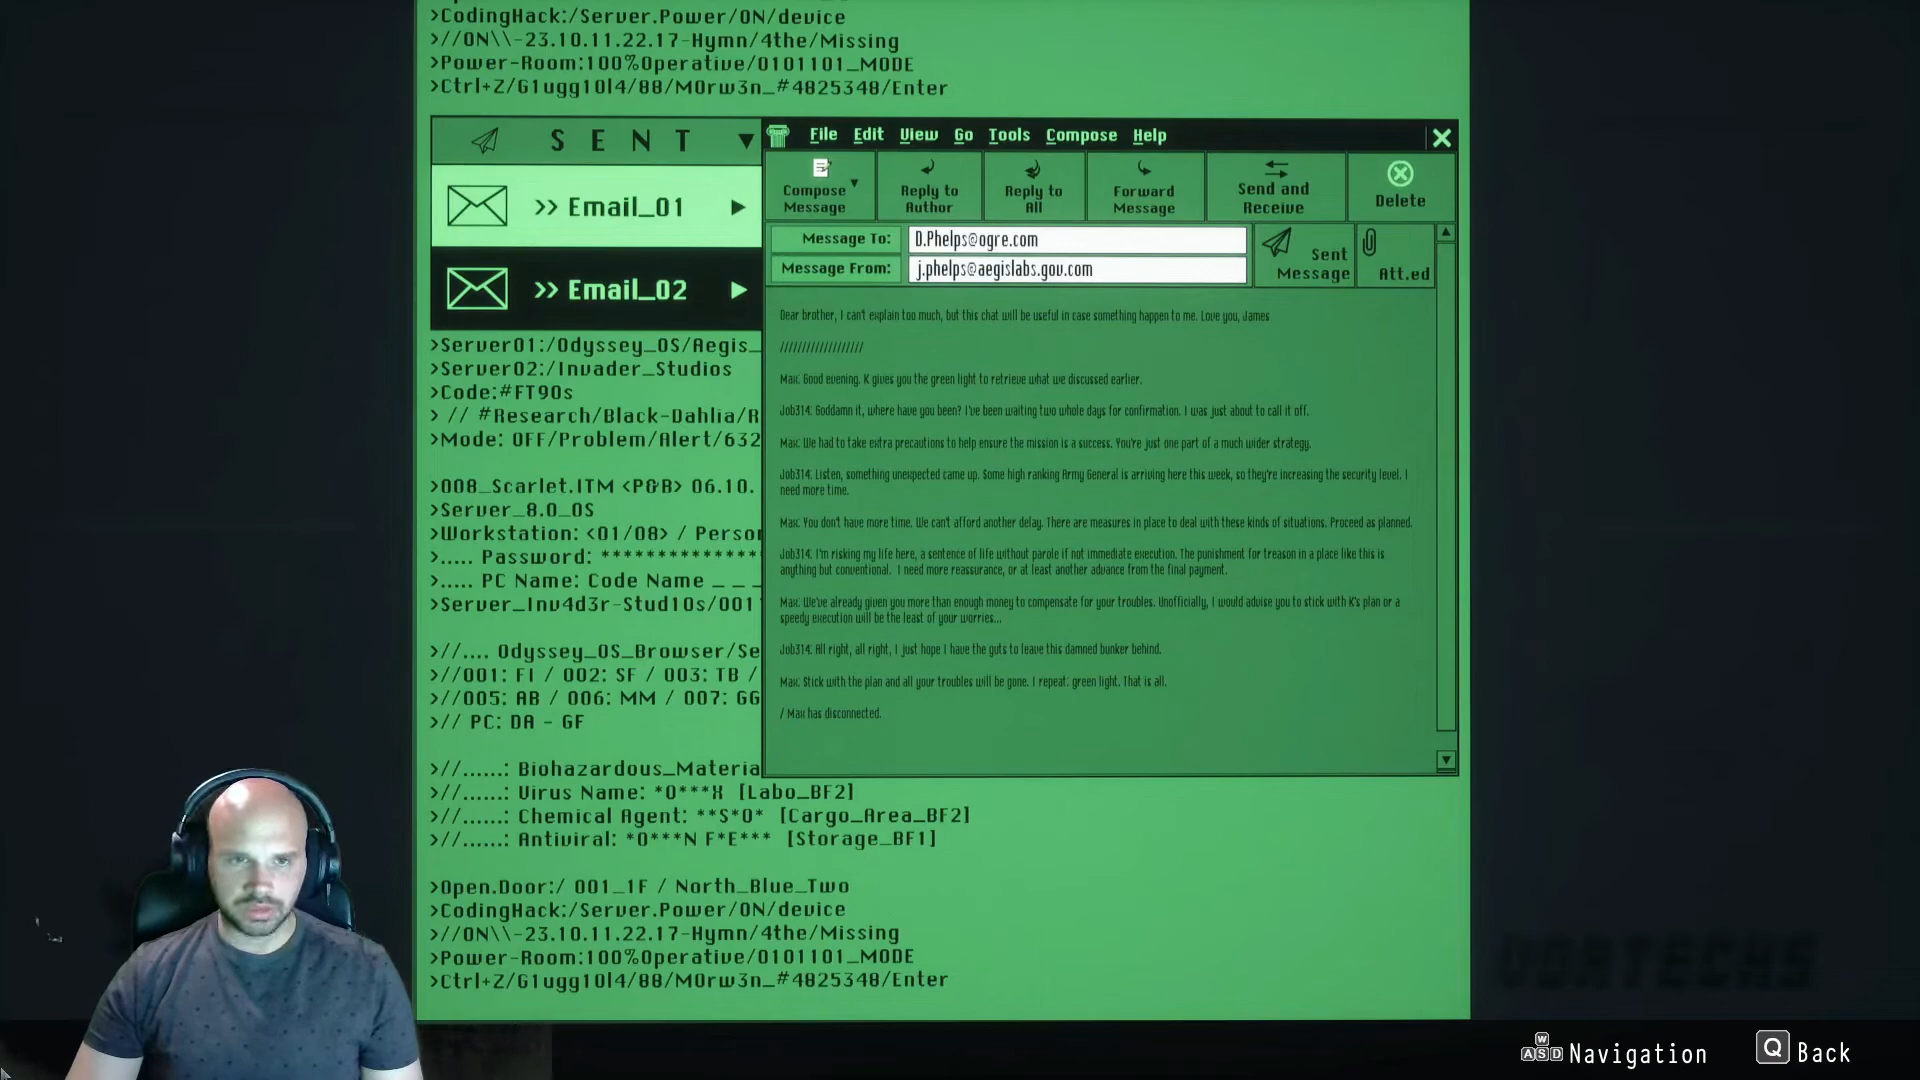 >CodingHack:/Server.Power/ON/device
>//ON\\-23.10.11.22.17-Hymn/4the/Missing
>Power-Room:100%Operative/0101101_MODE
>Ctrl+Z/G1ugg10l4/88/M0rw3n_#4825348/Enter
SENT
>> Email_01
>> Email_02
File Edit View Go Tools Compose Help
Compose Message
Reply to Author
Reply to All
Forward Message
Send and Receive
Delete
Message To: D.Phelps@ogre.com
Message From: j.phelps@aegislabs.gov.com
Sent Message
Att.ed
Dear brother, I can't explain too much, but this chat will be useful in case something happen to me. Love you, James
///////////////////
Max: Good evening. K gives you the green light to retrieve what we discussed earlier.
Job314: Goddamn it, where have you been? I've been waiting two whole days for confirmation. I was just about to call it off.
Max: We had to take extra precautions to help ensure the mission is a success. You're just one part of a much wider strategy.
Job314: Listen, something unexpected came up. Some high ranking Army General is arriving here this week, so they're increasing the security level. I
need more time.
Max: You don't have more time. We can't afford another delay. There are measures in place to deal with these kinds of situations. Proceed as planned.
Job314: I'm risking my life here, a sentence of life without parole if not immediate execution. The punishment for treason in a place like this is
anything but conventional. I need more reassurance, or at least another advance from the final payment.
Max: We've already given you more than enough money to compensate for your troubles. Unofficially, I would advise you to stick with K's plan or a
speedy execution will be the least of your worries...
Job314: All right, all right, I just hope I have the guts to leave this damned bunker behind.
Max: Stick with the plan and all your troubles will be gone. I repeat: green light. That is all.
/ Max has disconnected.
>Server01:/Odyssey_OS/Aegis_
>Server02:/Invader_Studios
>Code:#FT90s
> // #Research/Black-Dahlia/R
>Mode: OFF/Problem/Alert/632
>008_Scarlet.ITM <P&B> 06.10.
>Server_8.0_OS
>Workstation: <01/08> / Person
>..... Password: **************
>..... PC Name: Code Name _ _ _
>Server_Inv4d3r-Stud10s/001
>//.... Odyssey_OS_Browser/Se
>//001: FI / 002: SF / 003: TB /
>//005: AB / 006: MM / 007: GG
>// PC: DA - GF
>//......: Biohazardous_Materia
>//......: Virus Name: *O***X [Labo_BF2]
>//......: Chemical Agent: **S*O* [Cargo_Area_BF2]
>//......: Antiviral: *O***N F*E*** [Storage_BF1]
>Open.Door:/ 001_1F / North_Blue_Two
>CodingHack:/Server.Power/ON/device
>//ON\\-23.10.11.22.17-Hymn/4the/Missing
>Power-Room:100%Operative/0101101_MODE
>Ctrl+Z/G1ugg10l4/88/M0rw3n_#4825348/Enter
VORTECHS
W
A S D Navigation
Q Back